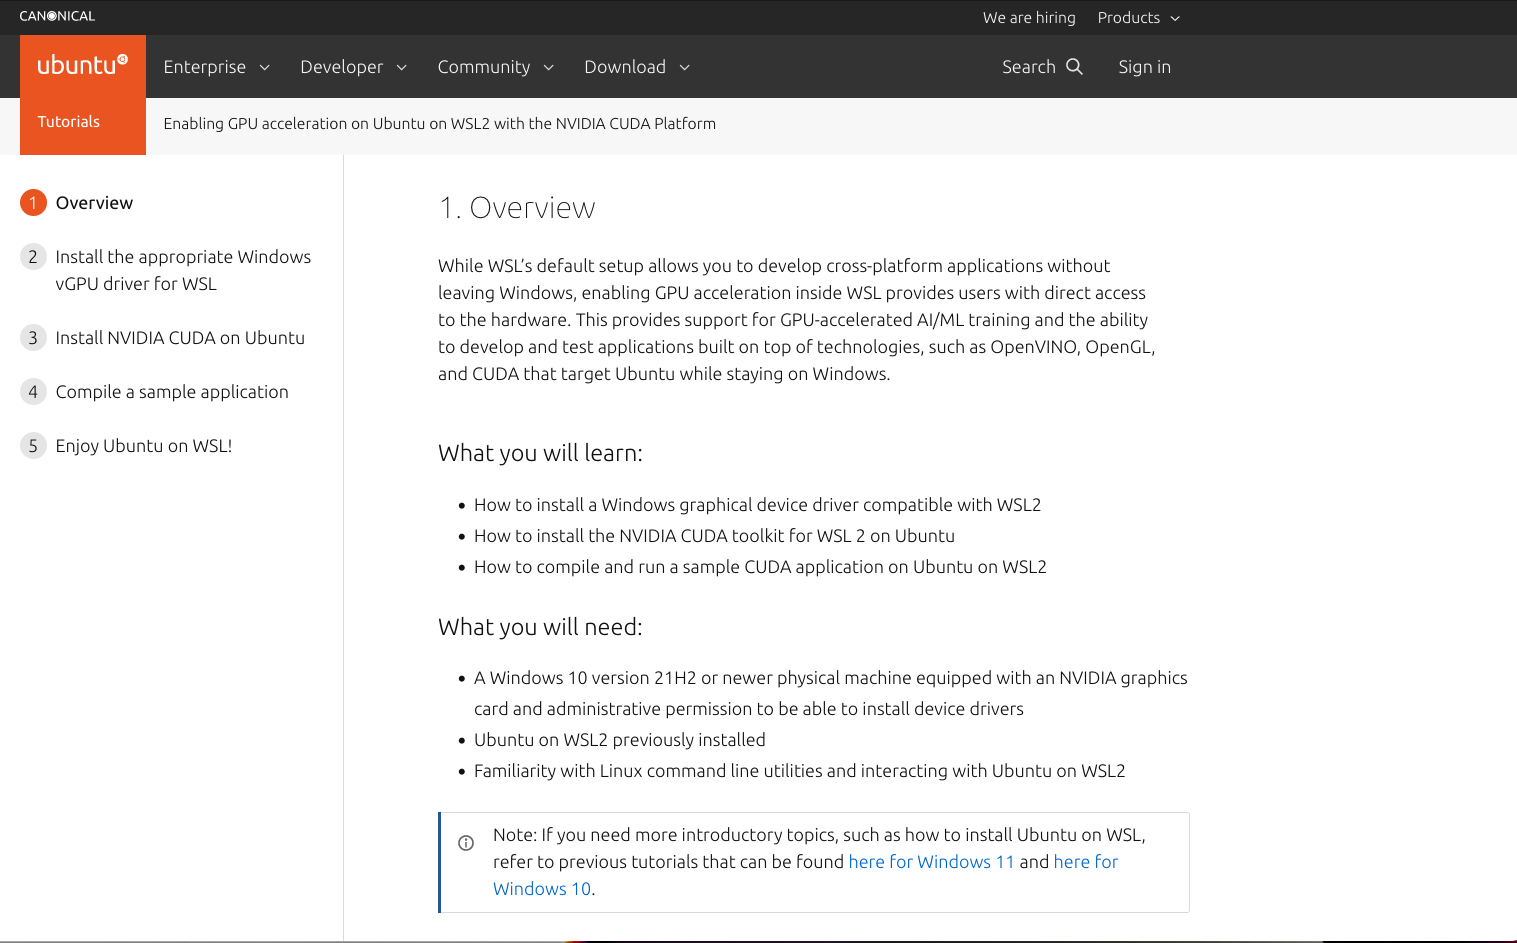 CANONICAL
We are hiring Products
ubuntu
Enterprise Developer Community Download Search Sign in
Tutorials
Enabling GPU acceleration on Ubuntu on WSL2 with the NVIDIA CUDA Platform
1 Overview
2 Install the appropriate Windows
vGPU driver for WSL
3 Install NVIDIA CUDA on Ubuntu
4 Compile a sample application
5 Enjoy Ubuntu on WSL!
1. Overview
While WSL’s default setup allows you to develop cross-platform applications without
leaving Windows, enabling GPU acceleration inside WSL provides users with direct access
to the hardware. This provides support for GPU-accelerated AI/ML training and the ability
to develop and test applications built on top of technologies, such as OpenVINO, OpenGL,
and CUDA that target Ubuntu while staying on Windows.
What you will learn:
• How to install a Windows graphical device driver compatible with WSL2
• How to install the NVIDIA CUDA toolkit for WSL 2 on Ubuntu
• How to compile and run a sample CUDA application on Ubuntu on WSL2
What you will need:
• A Windows 10 version 21H2 or newer physical machine equipped with an NVIDIA graphics
card and administrative permission to be able to install device drivers
• Ubuntu on WSL2 previously installed
• Familiarity with Linux command line utilities and interacting with Ubuntu on WSL2
Note: If you need more introductory topics, such as how to install Ubuntu on WSL,
refer to previous tutorials that can be found here for Windows 11 and here for
Windows 10.